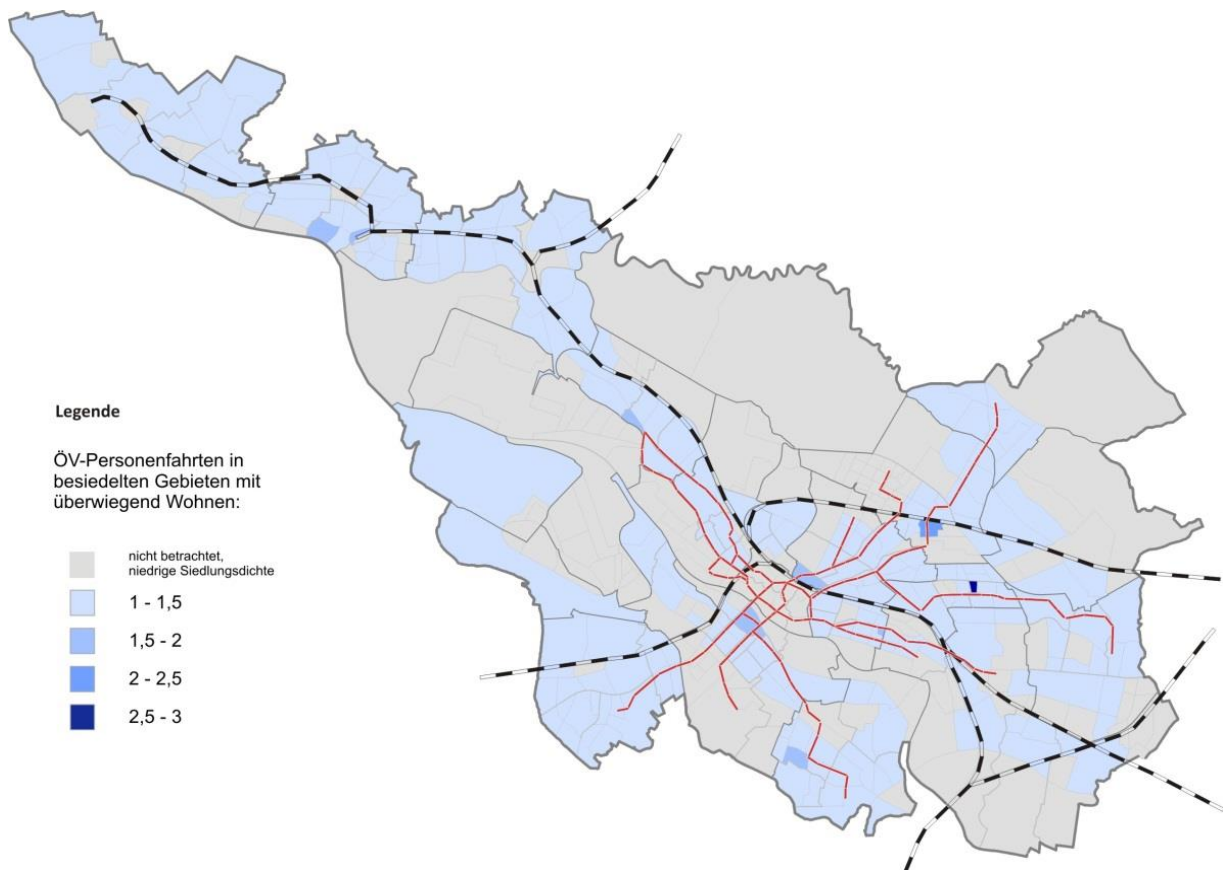 Legende
ÖV-Personenfahrten in
besiedelten Gebieten mit
überwiegend Wohnen:
nicht betrachtet,
niedrige Siedlungsdichte
1 - 1,5
1,5 - 2
2 - 2,5
2,5 - 3